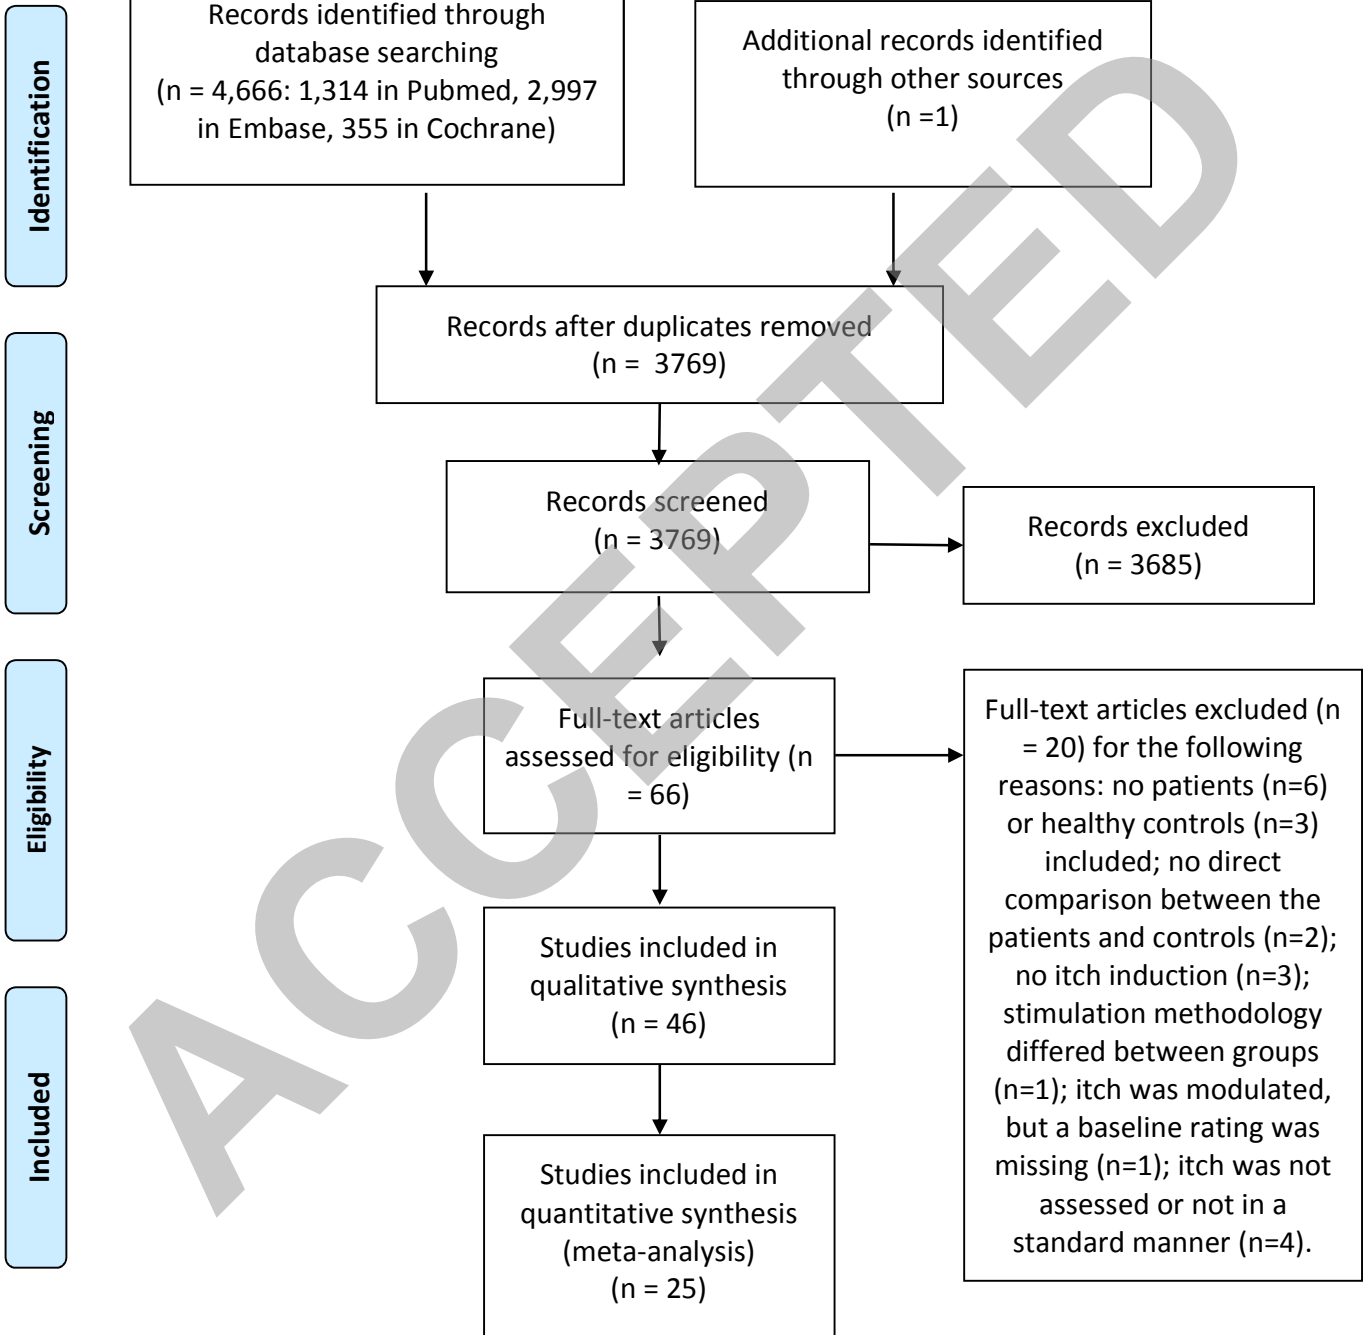 Identification
Records identified through
database searching
(n = 4,666: 1,314 in Pubmed, 2,997
in Embase, 355 in Cochrane)
Additional records identified
through other sources
(n =1)
Records after duplicates removed
(n =  3769)
Screening
Records screened
(n = 3769)
Records excluded
(n = 3685)
Eligibility
Full-text articles
assessed for eligibility (n
= 66)
Full-text articles excluded (n
= 20) for the following
reasons: no patients (n=6)
or healthy controls (n=3)
included; no direct
comparison between the
patients and controls (n=2);
no itch induction (n=3);
stimulation methodology
differed between groups
(n=1); itch was modulated,
but a baseline rating was
missing (n=1); itch was not
assessed or not in a
standard manner (n=4).
Studies included in
qualitative synthesis
(n = 46)
Included
Studies included in
quantitative synthesis
(meta-analysis)
(n = 25)
ACCEPTED